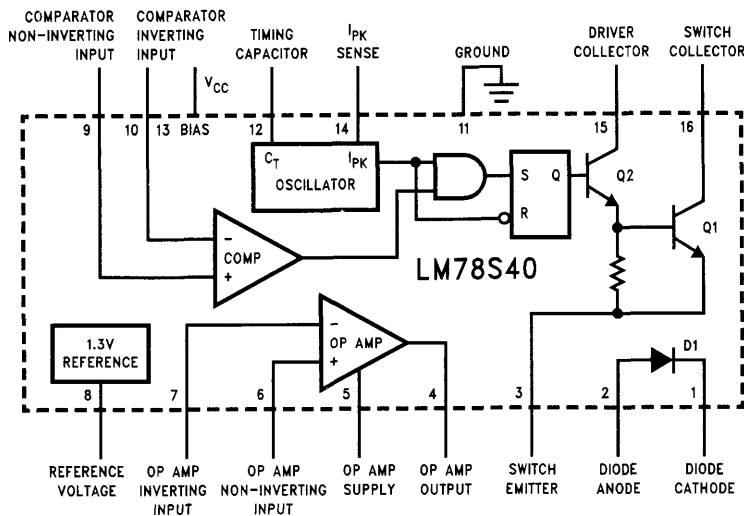 COMPARATOR
NON-INVERTING
INPUT
COMPARATOR
INVERTING
INPUT
VCC
TIMING
CAPACITOR
IPK
SENSE
GROUND
DRIVER
COLLECTOR
SWITCH
COLLECTOR
9
10
13 BIAS
12
14
11
15
16
CT
IPK
OSCILLATOR
S
Q
R
Q2
Q1
-
COMP
+
LM78S40
1.3V
REFERENCE
-
OP AMP
+
D1
8
7
6
5
4
3
2
1
REFERENCE
VOLTAGE
OP AMP
INVERTING
INPUT
OP AMP
NON-INVERTING
INPUT
OP AMP
SUPPLY
OP AMP
OUTPUT
SWITCH
EMITTER
DIODE
ANODE
DIODE
CATHODE